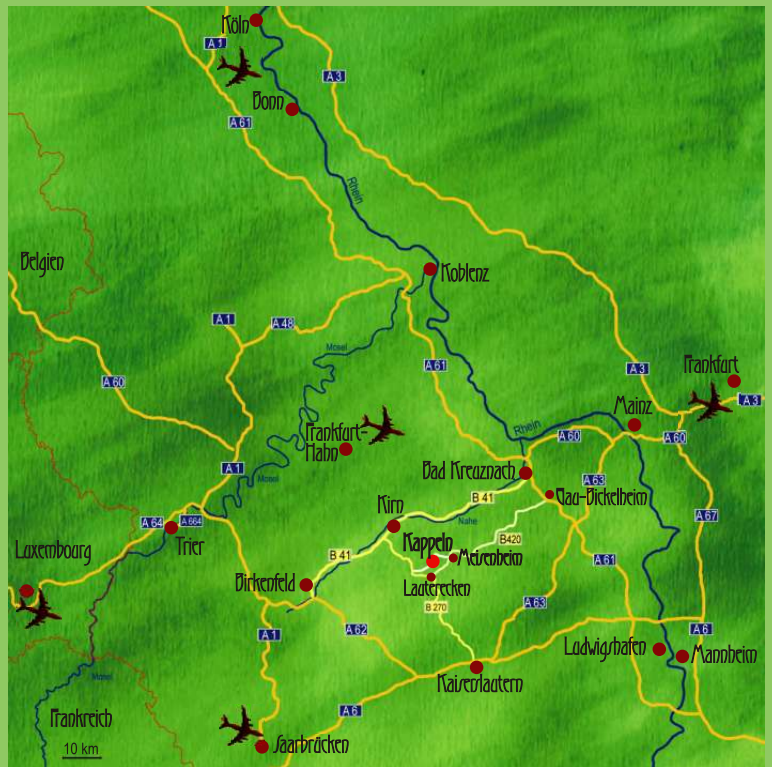 Köln
A 1
A 3
Bonn
A 61
Rhein
Belgien
Koblenz
A 1
A 48
Mosel
A 61
A 60
A 3
Frankfurt
A 3
Mainz
Rhein
A 60
A 60
Frankfurt-
Hahn
A 1
Mosel
Bad Kreuznach
A 63
Gau-Bickelheim
B 41
Kirn
Nahe
A 67
A 64
A 664
Trier
Kappeln
B420
Meisenheim
Luxembourg
B 41
A 61
Birkenfeld
Lauterecken
B 270
A 63
A 1
A 62
A 6
Ludwigshafen
Mannheim
Mosel
Kaiserslautern
Frankreich
A 6
10 km
Saarbrücken